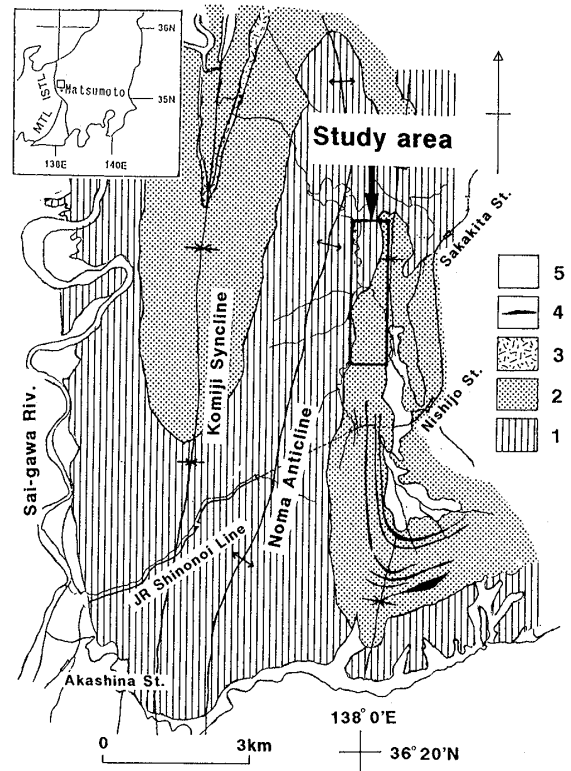 36N
Matsumoto
35N
ISTL
MTL
138E
140E
Study area
Sakakita St.
5
4
3
2
1
Komiji Syncline
Noma Anticline
Nishijo St.
Sai-gawa Riv.
JR Shinonoi Line
Akashina St.
0
3km
138° 0'E
36° 20'N